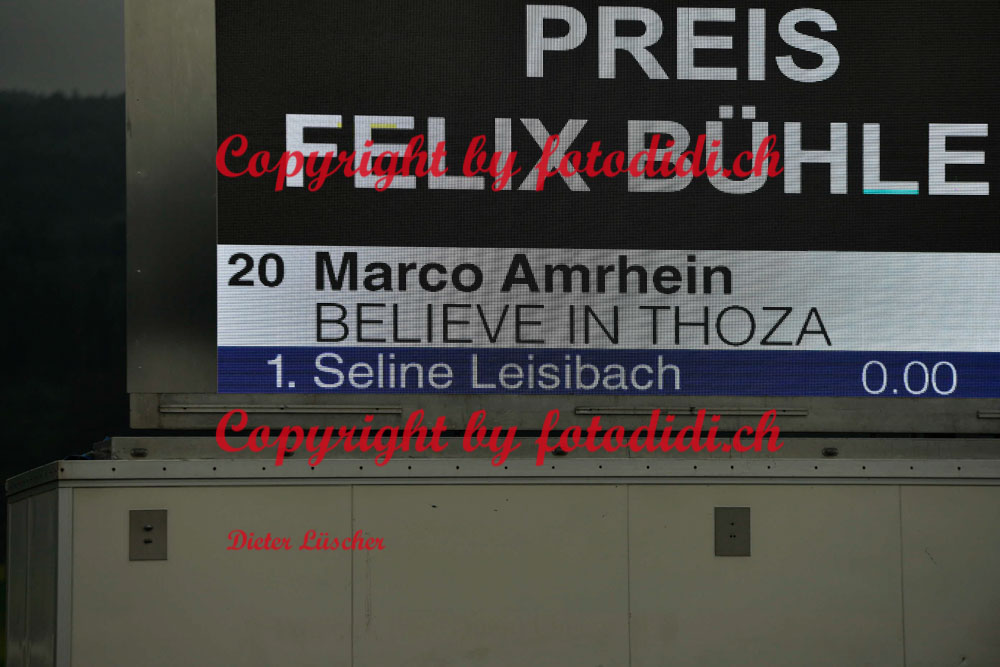 PREIS
FELIX BÜHLE
Copyright by fotodidi.ch
20 Marco Amrhein
BELIEVE IN THOZA
1. Seline Leisibach 0.00
Copyright by fotodidi.ch
Dieter Lüscher